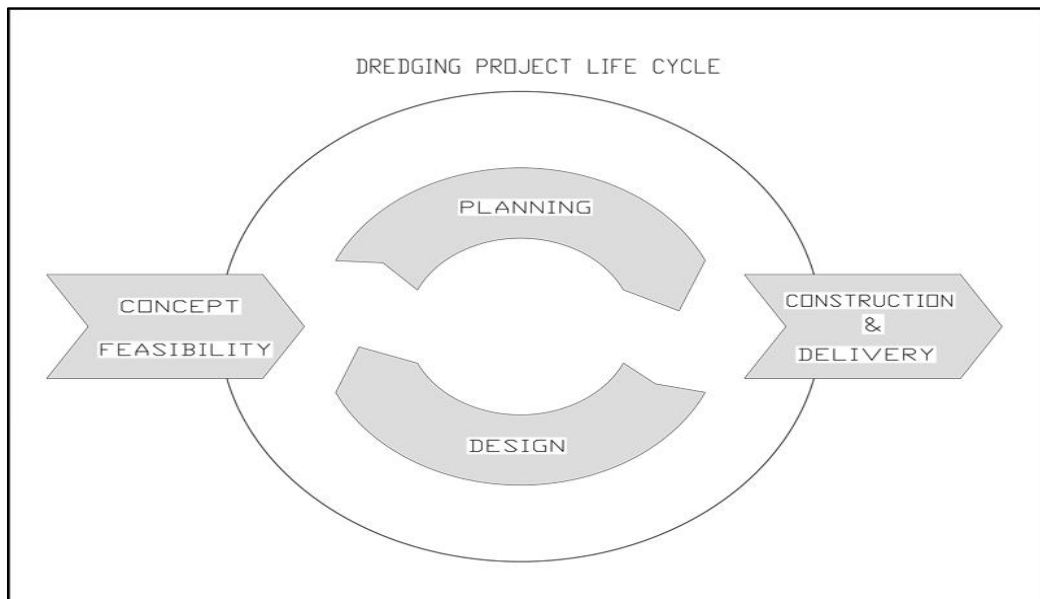 DREDGING PROJECT LIFE CYCLE
PLANNING
CONCEPT
FEASIBILITY
CONSTRUCTION
&
DELIVERY
DESIGN